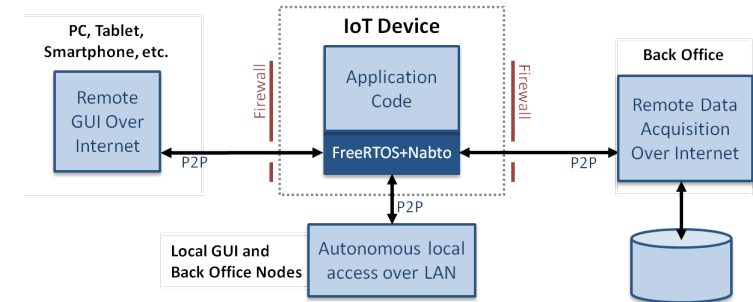 IoT Device
PC, Tablet,
Smartphone, etc.
Remote
GUI Over
Internet
Firewall
Application
Code
FreeRTOS+Nabto
Firewall
Back Office
Remote Data
Acquisition
Over Internet
P2P
P2P
P2P
Local GUI and
Back Office Nodes
Autonomous local
access over LAN